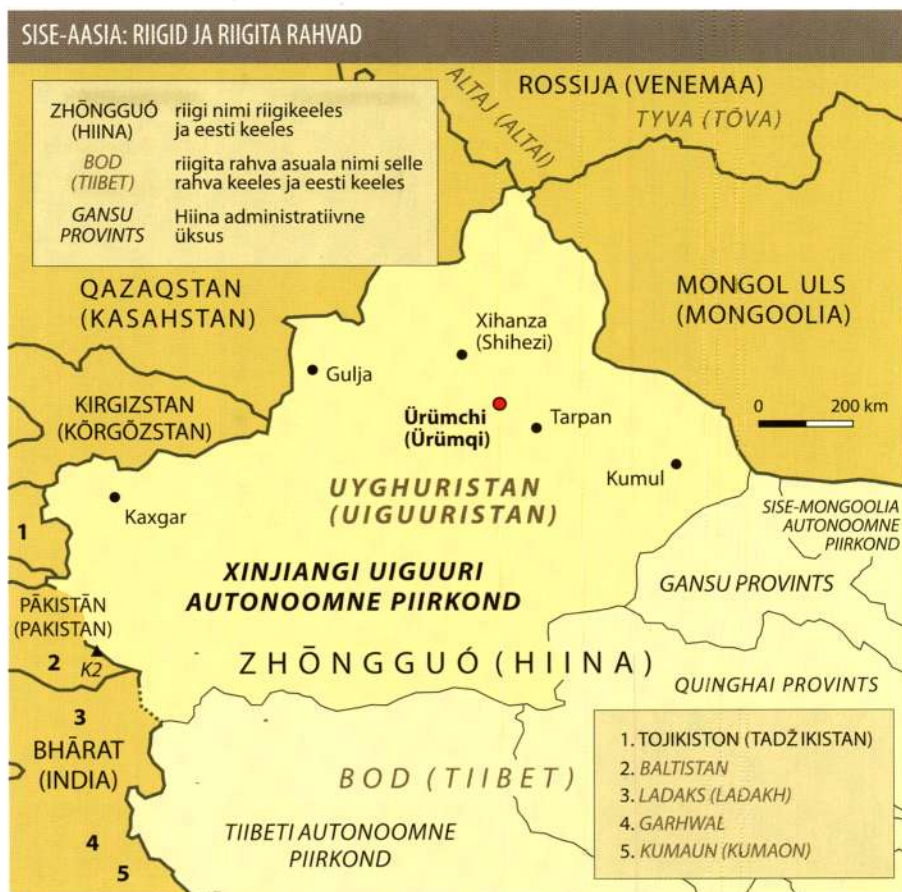 SISE-AASIA: RIIGID JA RIIGITA RAHVAD
ZHŌNGGUÓ
(HIINA)
riigi nimi riigikeeles
ja eesti keeles
BOD
(TIIBET)
riigita rahva asuala nimi selle
rahva keeles ja eesti keeles
GANSU
PROVINTS
Hiina administratiivne
üksus
ALTAJ (ALTAI)
ROSSIJA (VENEMAA)
TYVA (TÕVA)
QAZAQSTAN
(KASAHSTAN)
MONGOL ULS
(MONGOOLIA)
Xihanza
(Shihezi)
Gulja
KIRGIZSTAN
(KÕRGÕZSTAN)
Ürümchi
(Ürümqi)
Tarpan
0 200 km
Kumul
Kaxgar
UYGHURISTAN
(UIGUURISTAN)
SISE-MONGOOLIA
AUTONOOMNE
PIIRKOND
1
XINJIANGI UIGUURI
AUTONOOMNE PIIRKOND
GANSU PROVINTS
PĀKISTĀN
(PAKISTAN)
2
K2
ZHŌNGGUÓ (HIINA)
QUINGHAI PROVINTS
3
BHĀRAT
(INDIA)
BOD (TIIBET)
4
TIIBETI AUTONOOMNE
PIIRKOND
5
1. TOJIKISTON (TADŽIKISTAN)
2. BALTISTAN
3. LADAKS (LADAKH)
4. GARHWAL
5. KUMAUN (KUMAON)